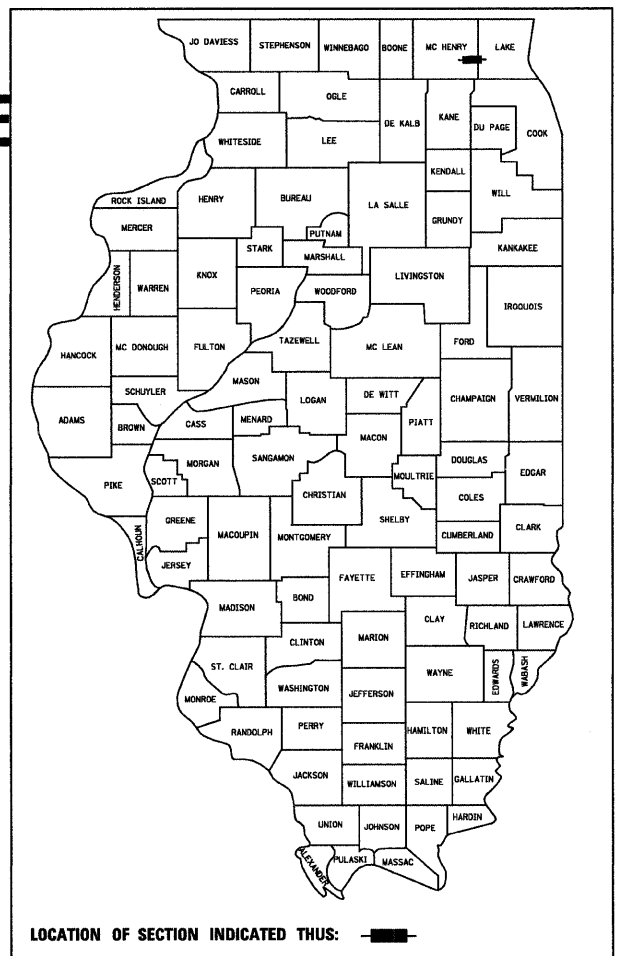 JO DAVIESS
STEPHENSON
WINNEBAGO
BOONE
MC HENRY
LAKE
CARROLL
OGLE
DE KALB
KANE
DU PAGE
COOK
WHITESIDE
LEE
KENDALL
WILL
ROCK ISLAND
HENRY
BUREAU
LA SALLE
GRUNDY
MERCER
PUTNAM
STARK
MARSHALL
KANKAKEE
HENDERSON
WARREN
KNOX
PEORIA
WOODFORD
LIVINGSTON
IROQUOIS
HANCOCK
MC DONOUGH
FULTON
TAZEWELL
MC LEAN
FORD
MASON
SCHUYLER
LOGAN
DE WITT
CHAMPAIGN
VERMILION
ADAMS
BROWN
CASS
MENARD
MACON
PIATT
SANGAMON
DOUGLAS
EDGAR
PIKE
MORGAN
SCOTT
CHRISTIAN
MOULTRIE
COLES
GREENE
CALHOUN
MACOUPIN
MONTGOMERY
SHELBY
CUMBERLAND
CLARK
JERSEY
FAYETTE
EFFINGHAM
JASPER
CRAWFORD
MADISON
BOND
CLAY
RICHLAND
LAWRENCE
CLINTON
MARION
ST. CLAIR
WAYNE
EDWARDS
WABASH
WASHINGTON
JEFFERSON
MONROE
RANDOLPH
PERRY
HAMILTON
WHITE
FRANKLIN
JACKSON
WILLIAMSON
SALINE
GALLATIN
UNION
JOHNSON
POPE
HARDIN
ALEXANDER
PULASKI
MASSAC
LOCATION OF SECTION INDICATED THUS: